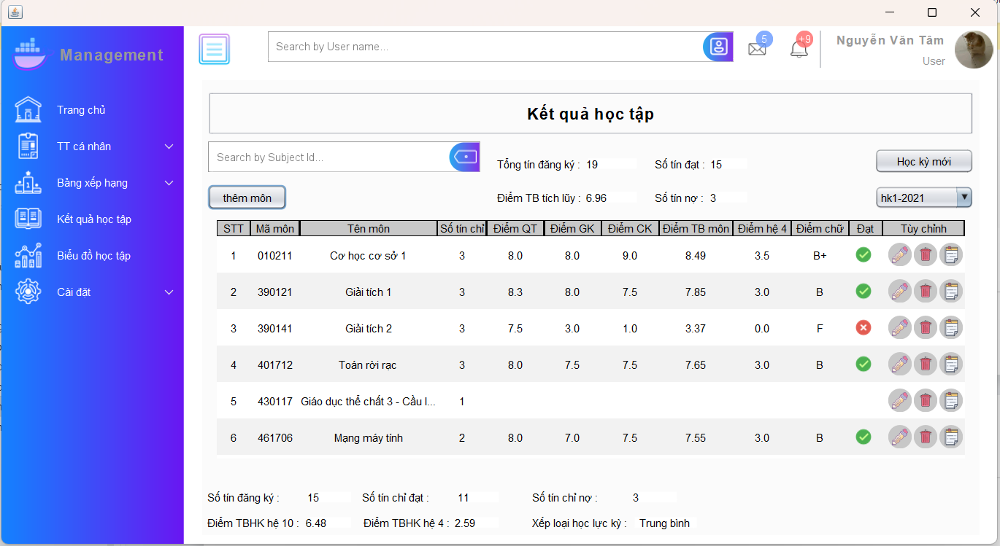 Management
Search by User name...
5
+9
Nguyễn Văn Tâm
User
Trang chủ
TT cá nhân
Bảng xếp hạng
Kết quả học tập
Biểu đồ học tập
Cài đặt
Kết quả học tập
Search by Subject Id...
Tổng tín đăng ký : 19 Số tín đạt : 15
Học kỳ mới
thêm môn
Điểm TB tích lũy : 6.96 Số tín nợ : 3
hk1-2021
STT Mã môn Tên môn Số tín chỉ Điểm QT Điểm GK Điểm CK Điểm TB môn Điểm hệ 4 Điểm chữ Đạt Tùy chỉnh
1 010211 Cơ học cơ sở 1 3 8.0 8.0 9.0 8.49 3.5 B+
2 390121 Giải tích 1 3 8.3 8.0 7.5 7.85 3.0 B
3 390141 Giải tích 2 3 7.5 3.0 1.0 3.37 0.0 F
4 401712 Toán rời rạc 3 8.0 7.5 7.5 7.65 3.0 B
5 430117 Giáo dục thể chất 3 - Cầu l... 1
6 461706 Mạng máy tính 2 8.0 7.0 7.5 7.55 3.0 B
Số tín đăng ký : 15 Số tín chỉ đạt : 11 Số tín chỉ nợ : 3
Điểm TBHK hệ 10 : 6.48 Điểm TBHK hệ 4 : 2.59 Xếp loại học lực kỳ : Trung bình